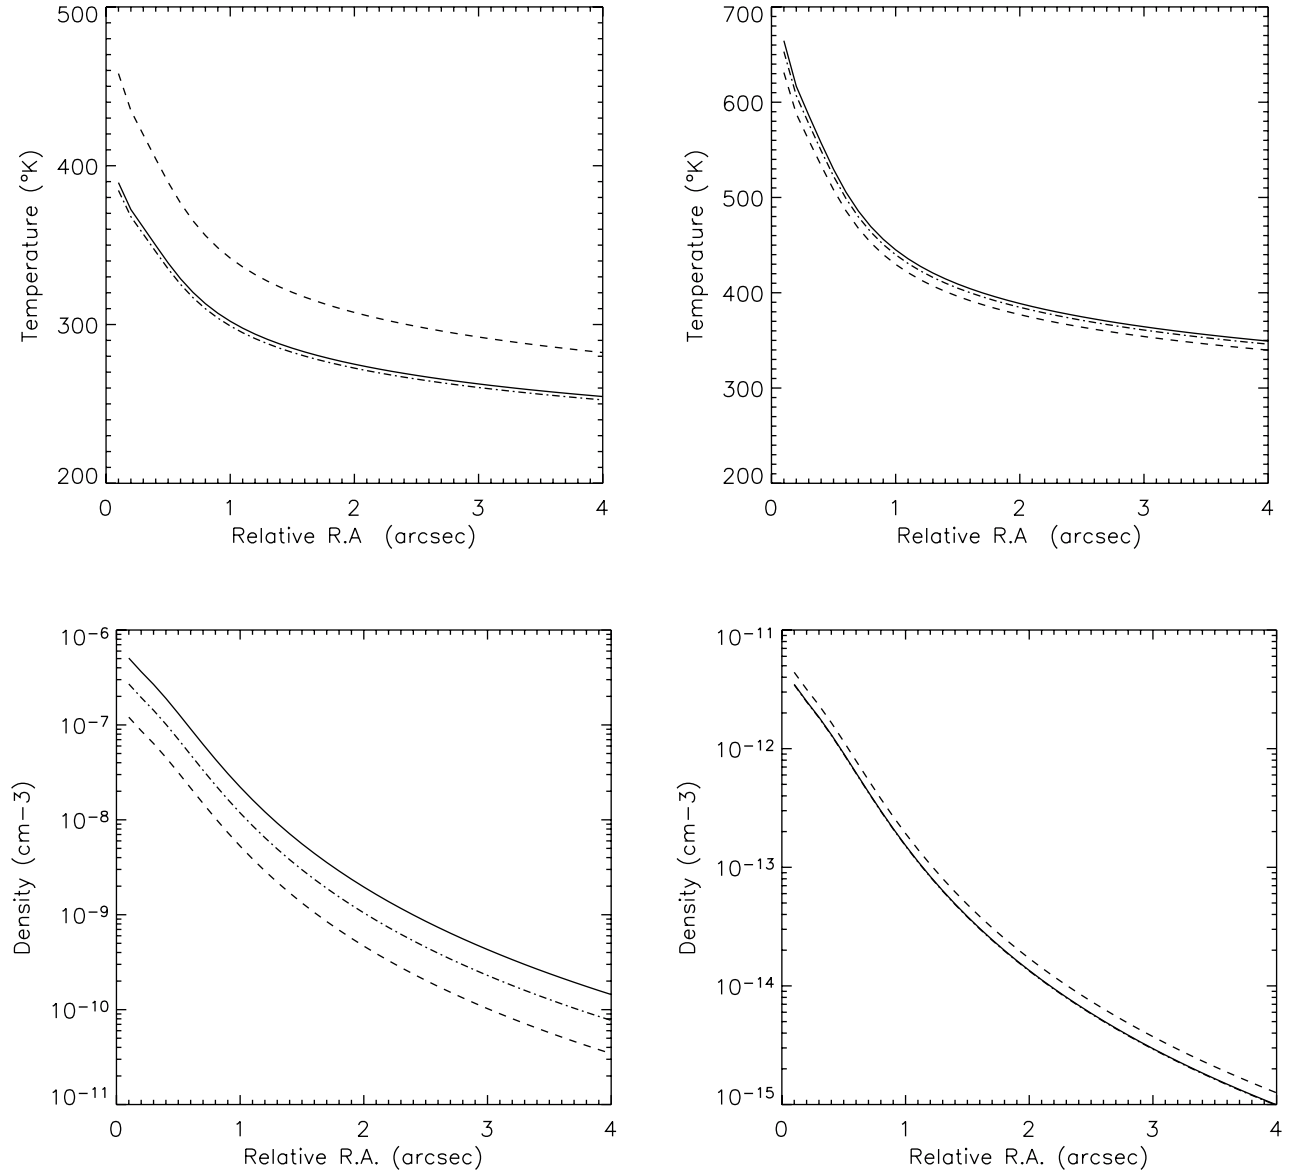 500
400
300
200
Temperature (°K)
0 1 2 3 4
Relative R.A (arcsec)
700
600
500
400
300
200
Temperature (°K)
0 1 2 3 4
Relative R.A (arcsec)
10−6
10−7
10−8
10−9
10−10
10−11
Density (cm−3)
0 1 2 3 4
Relative R.A. (arcsec)
10−11
10−12
10−13
10−14
10−15
Density (cm−3)
0 1 2 3 4
Relative R.A. (arcsec)